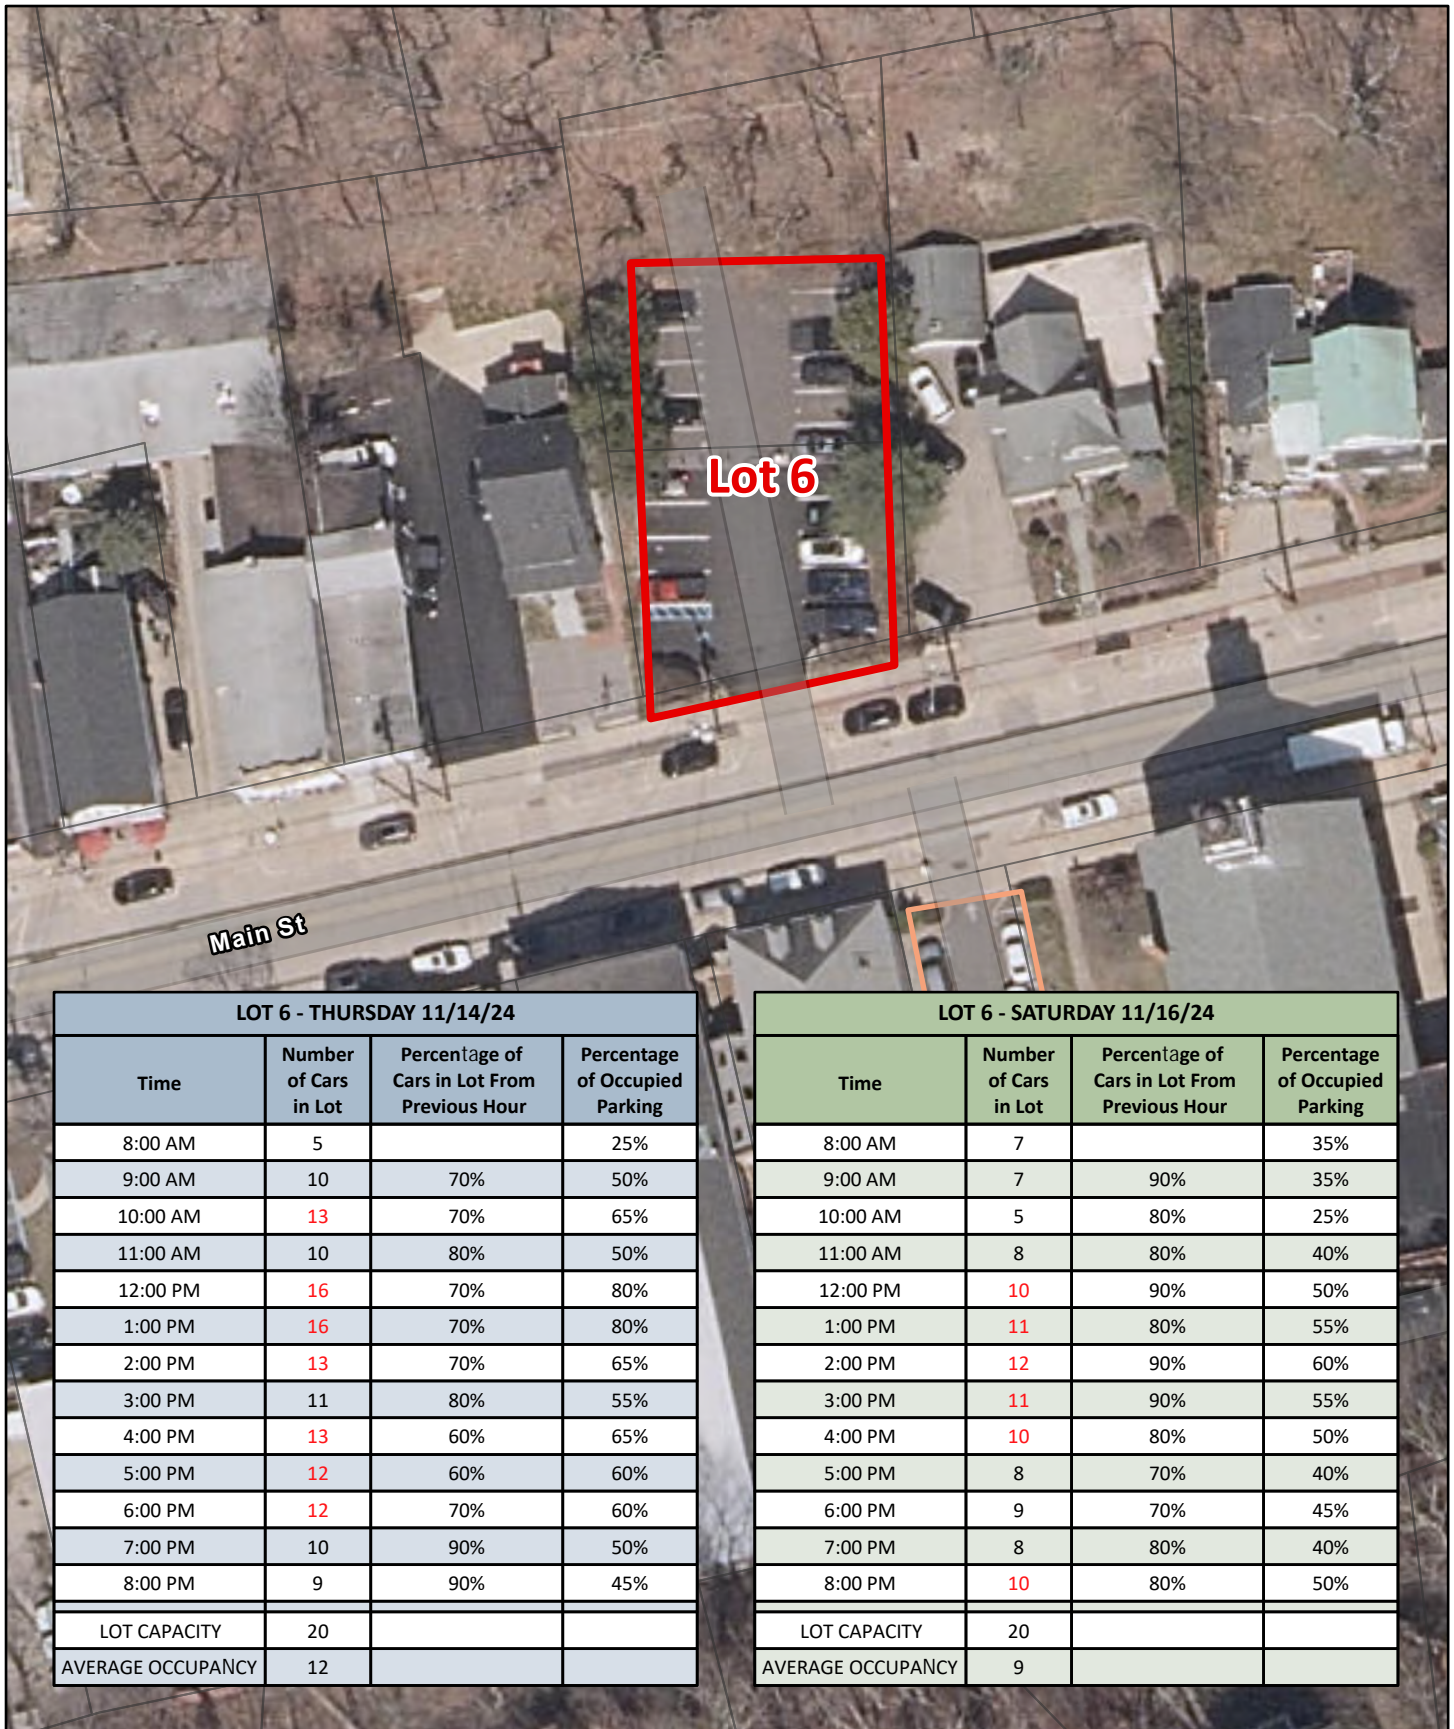 Lot 6
Main St
LOT 6 - THURSDAY 11/14/24
Time
Number
of Cars
in Lot
Percentage of
Cars in Lot From
Previous Hour
Percentage
of Occupied
Parking
8:00 AM 5 25%
9:00 AM 10 70% 50%
10:00 AM 13 70% 65%
11:00 AM 10 80% 50%
12:00 PM 16 70% 80%
1:00 PM 16 70% 80%
2:00 PM 13 70% 65%
3:00 PM 11 80% 55%
4:00 PM 13 60% 65%
5:00 PM 12 60% 60%
6:00 PM 12 70% 60%
7:00 PM 10 90% 50%
8:00 PM 9 90% 45%
LOT CAPACITY 20
AVERAGE OCCUPANCY 12
LOT 6 - SATURDAY 11/16/24
Time
Number
of Cars
in Lot
Percentage of
Cars in Lot From
Previous Hour
Percentage
of Occupied
Parking
8:00 AM 7 35%
9:00 AM 7 90% 35%
10:00 AM 5 80% 25%
11:00 AM 8 80% 40%
12:00 PM 10 90% 50%
1:00 PM 11 80% 55%
2:00 PM 12 90% 60%
3:00 PM 11 90% 55%
4:00 PM 10 80% 50%
5:00 PM 8 70% 40%
6:00 PM 9 70% 45%
7:00 PM 8 80% 40%
8:00 PM 10 80% 50%
LOT CAPACITY 20
AVERAGE OCCUPANCY 9